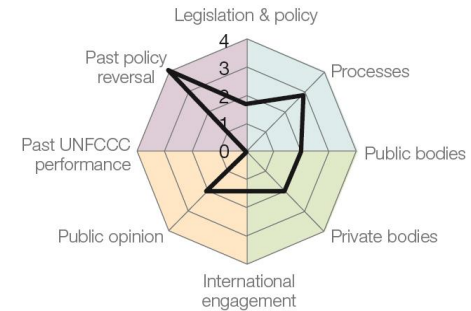 Legislation & policy
4
3
2
1
0
Past policy
reversal
Processes
Past UNFCCC
performance
Public bodies
Public opinion
Private bodies
International
engagement